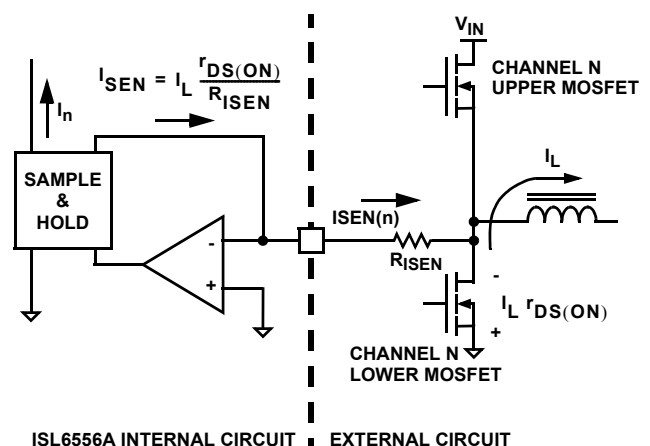 V_IN
I_SEN = I_L r_DS(ON) / R_ISEN
CHANNEL N
UPPER MOSFET
I_n
I_L
SAMPLE
&
HOLD
ISEN(n)
-
+
R_ISEN
-
I_L r_DS(ON)
+
CHANNEL N
LOWER MOSFET
ISL6556A INTERNAL CIRCUIT
EXTERNAL CIRCUIT